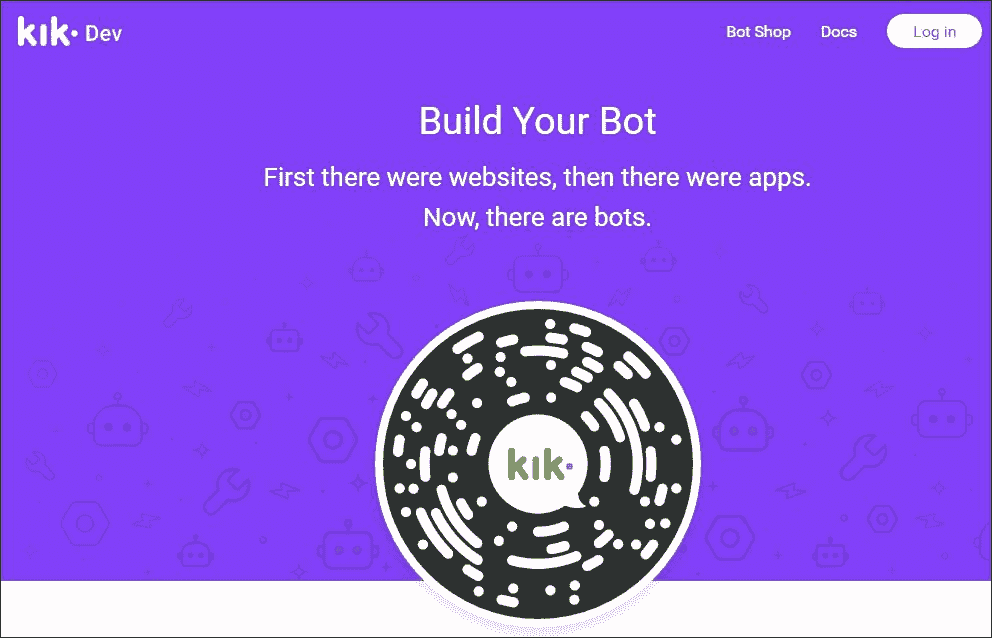 kik· Dev
Bot Shop
Docs
Log in
Build Your Bot
First there were websites, then there were apps.
Now, there are bots.
kik·